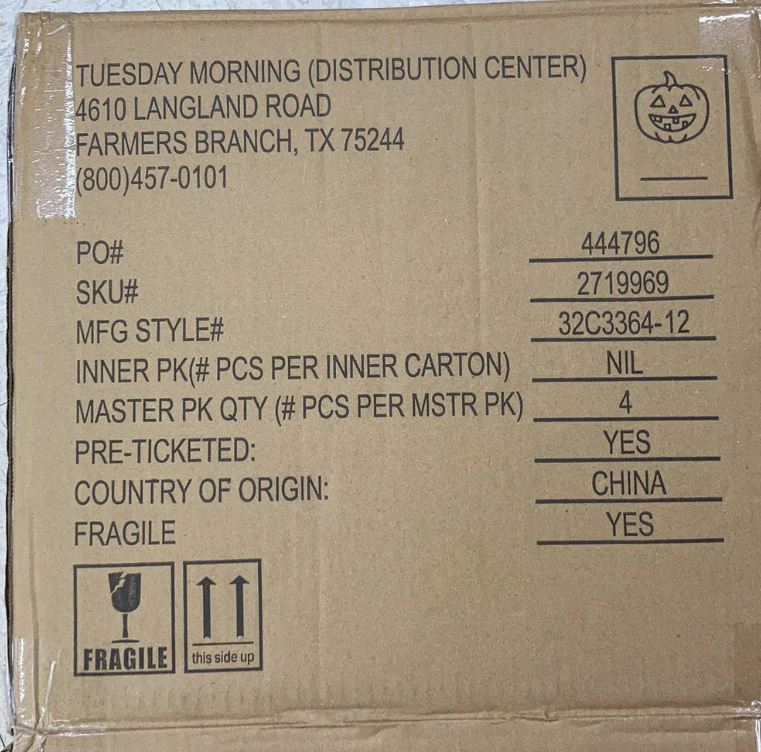 TUESDAY MORNING (DISTRIBUTION CENTER)
4610 LANGLAND ROAD
FARMERS BRANCH, TX 75244
(800)457-0101
PO# 444796
SKU# 2719969
MFG STYLE# 32C3364-12
INNER PK(# PCS PER INNER CARTON) NIL
MASTER PK QTY (# PCS PER MSTR PK) 4
PRE-TICKETED: YES
COUNTRY OF ORIGIN: CHINA
FRAGILE YES
FRAGILE
this side up